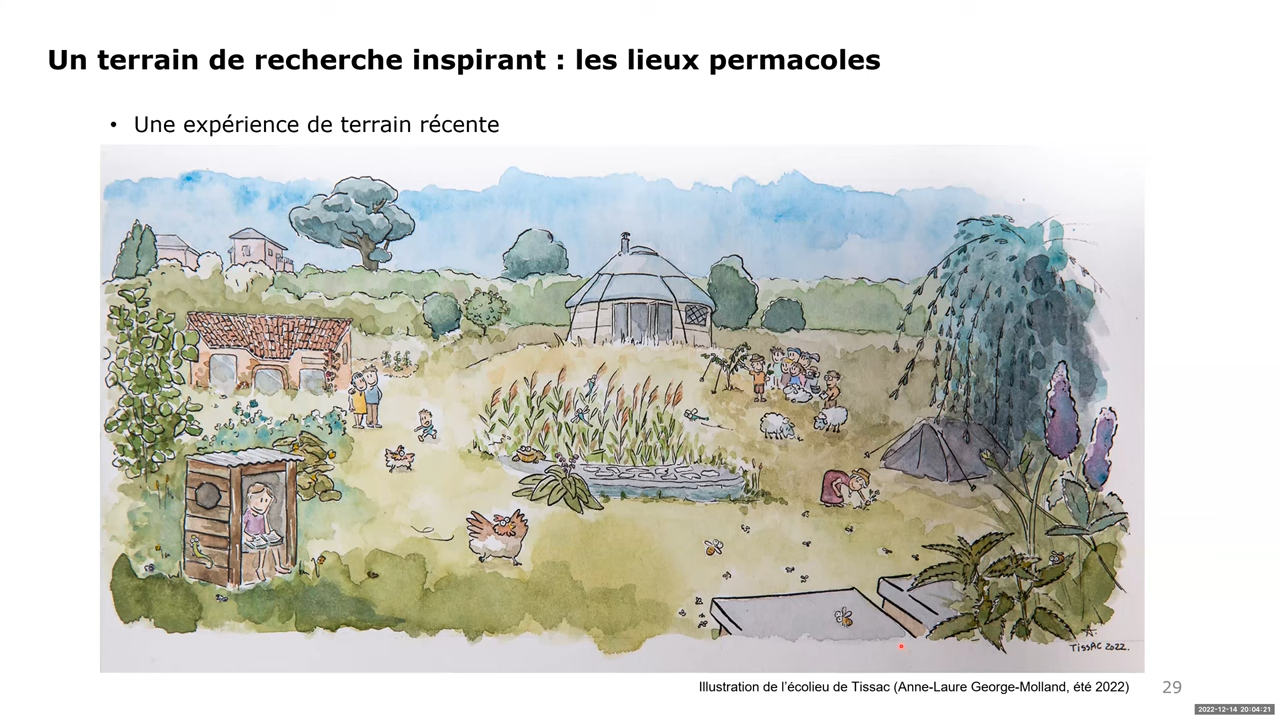 Un terrain de recherche inspirant : les lieux permacoles
• Une expérience de terrain récente
TISSAC 2022.
Illustration de l'écolieu de Tissac (Anne-Laure George-Molland, été 2022)
29
2022-12-14 20:04:21